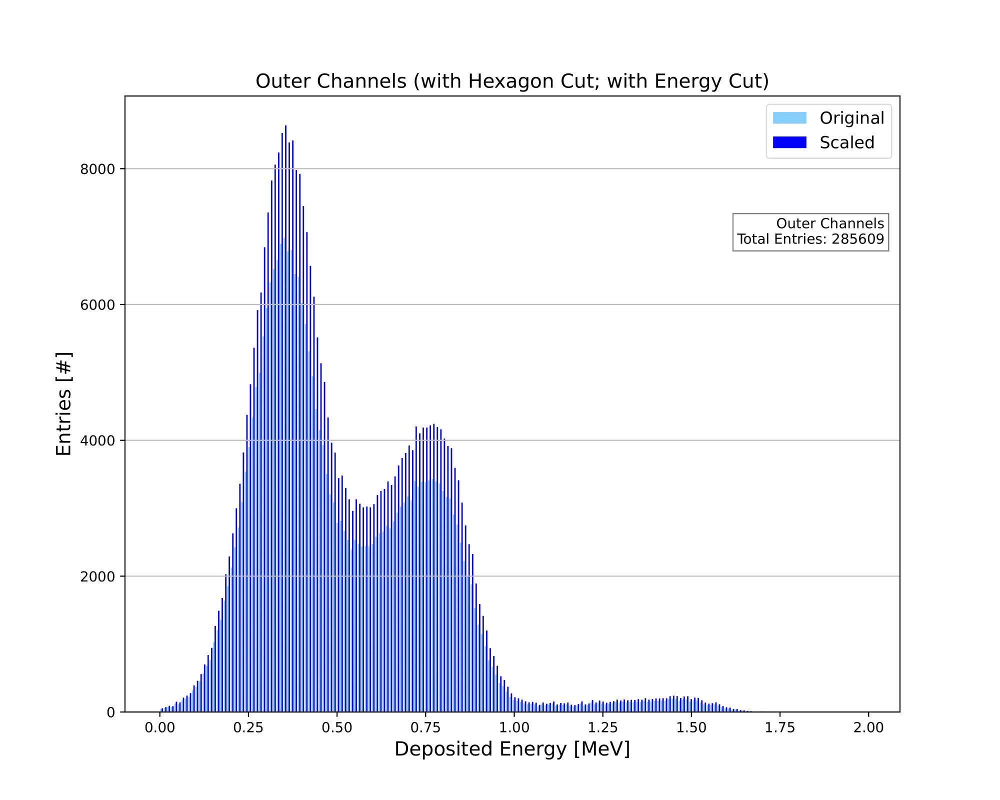 Outer Channels (with Hexagon Cut; with Energy Cut)
Original
Scaled
Outer Channels
Total Entries: 285609
Entries [#]
8000
6000
4000
2000
0
0.00 0.25 0.50 0.75 1.00 1.25 1.50 1.75 2.00
Deposited Energy [MeV]